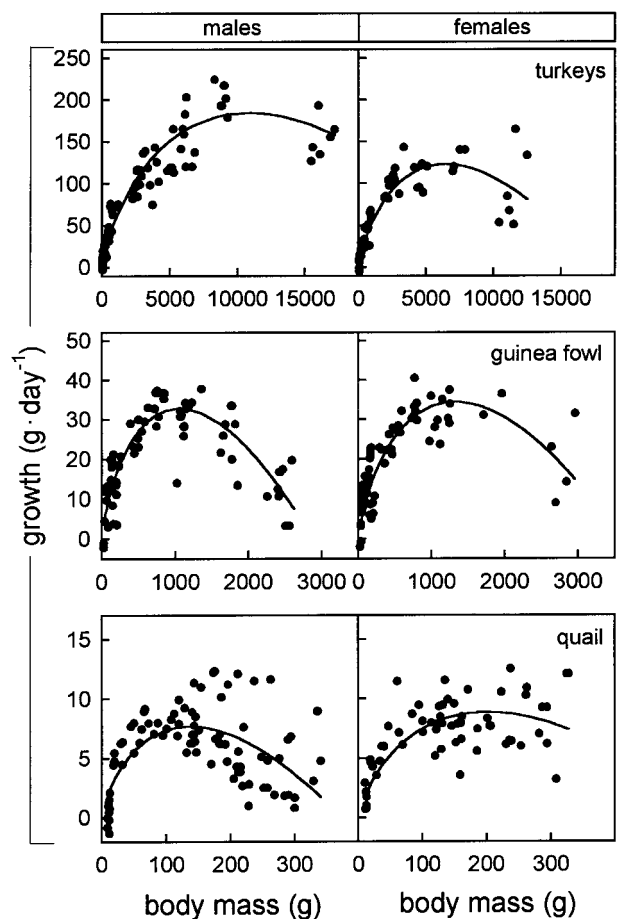 males females
turkeys
250
200
150
100
50
0
0 5000 10000 15000 0 5000 10000 15000
guinea fowl
50
40
30
20
10
0
0 1000 2000 3000 0 1000 2000 3000
quail
15
10
5
0
0 100 200 300 0 100 200 300
growth (g · day⁻¹)
body mass (g) body mass (g)